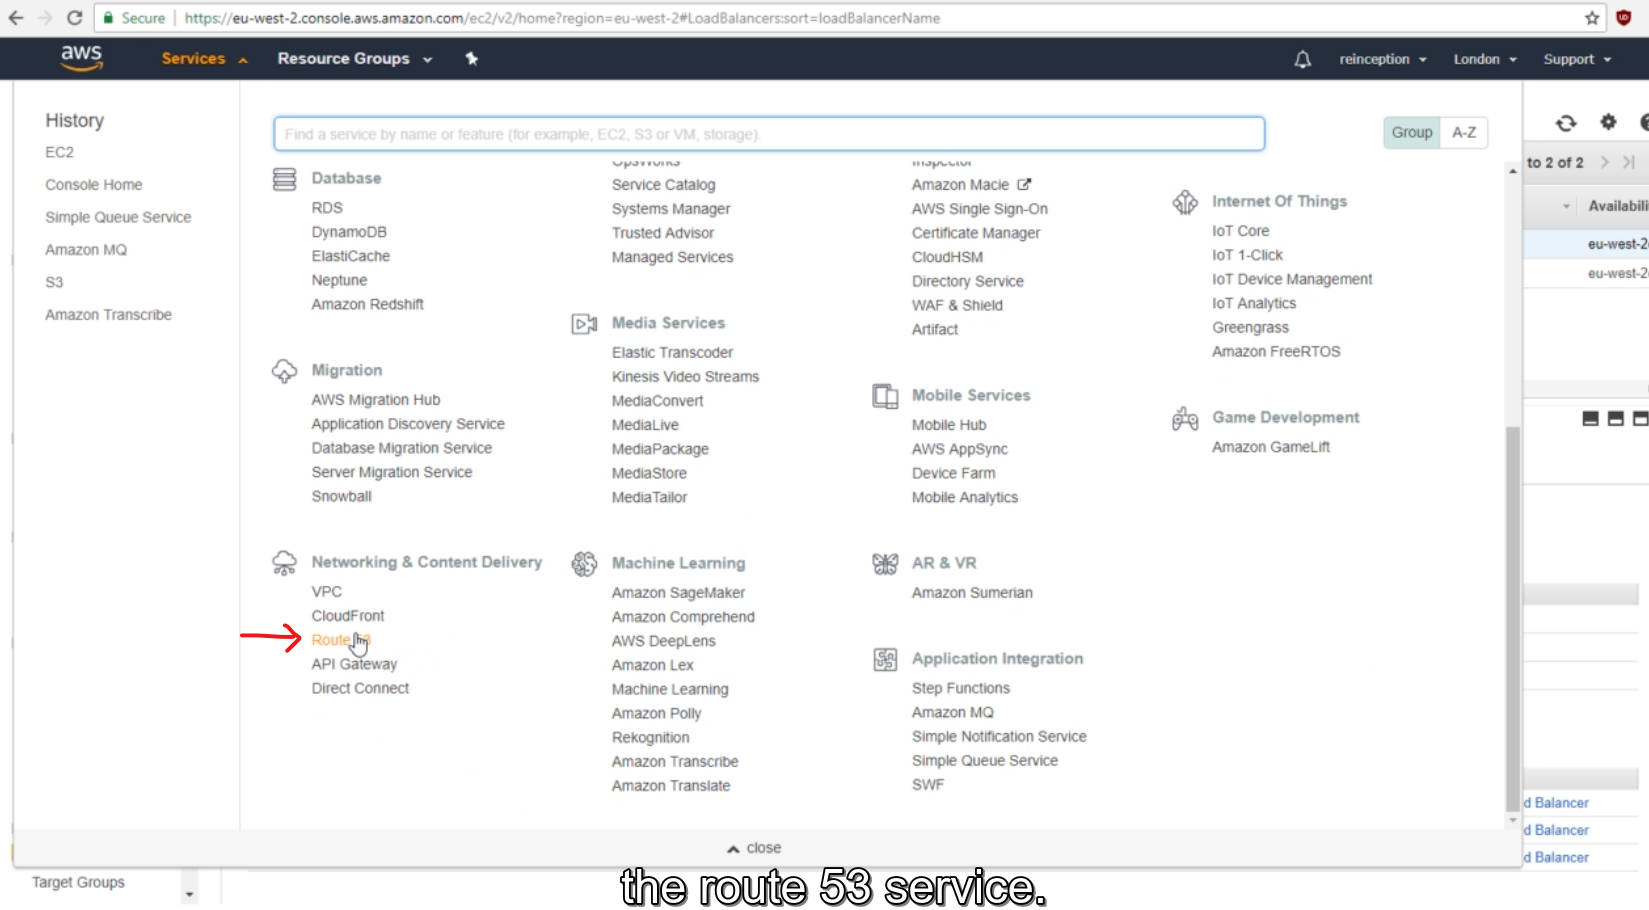 Secure | https://eu-west-2.console.aws.amazon.com/ec2/v2/home?region=eu-west-2#LoadBalancers:sort=loadBalancerName
aws Services Resource Groups reinception London Support
History
EC2
Console Home
Simple Queue Service
Amazon MQ
S3
Amazon Transcribe
Find a service by name or feature (for example, EC2, S3 or VM, storage).
Group A-Z
Database
RDS
DynamoDB
ElastiCache
Neptune
Amazon Redshift
Migration
AWS Migration Hub
Application Discovery Service
Database Migration Service
Server Migration Service
Snowball
Networking & Content Delivery
VPC
CloudFront
Route 53
API Gateway
Direct Connect
OpsWorks
Service Catalog
Systems Manager
Trusted Advisor
Managed Services
Media Services
Elastic Transcoder
Kinesis Video Streams
MediaConvert
MediaLive
MediaPackage
MediaStore
MediaTailor
Machine Learning
Amazon SageMaker
Amazon Comprehend
AWS DeepLens
Amazon Lex
Machine Learning
Amazon Polly
Rekognition
Amazon Transcribe
Amazon Translate
Inspector
Amazon Macie
AWS Single Sign-On
Certificate Manager
CloudHSM
Directory Service
WAF & Shield
Artifact
Mobile Services
Mobile Hub
AWS AppSync
Device Farm
Mobile Analytics
AR & VR
Amazon Sumerian
Application Integration
Step Functions
Amazon MQ
Simple Notification Service
Simple Queue Service
SWF
Internet Of Things
IoT Core
IoT 1-Click
IoT Device Management
IoT Analytics
Greengrass
Amazon FreeRTOS
Game Development
Amazon GameLift
close
to 2 of 2
Availabili
eu-west-2
eu-west-2
d Balancer
d Balancer
d Balancer
Target Groups
the route 53 service.